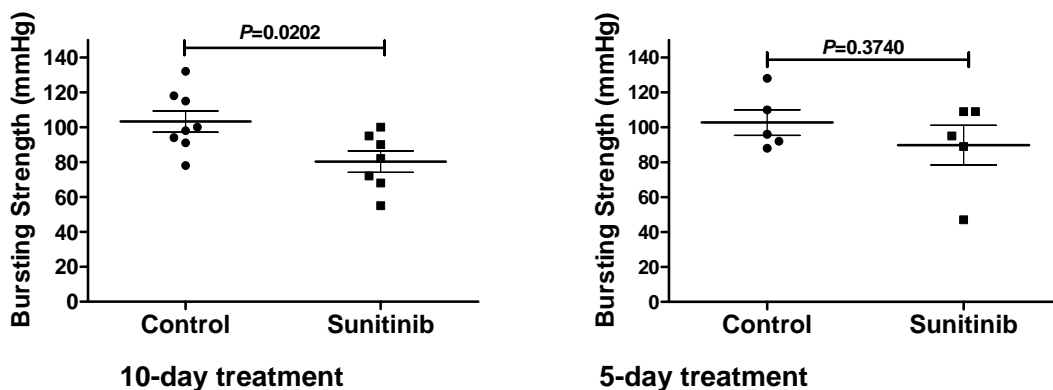 P=0.0202
Bursting Strength (mmHg)
140
120
100
80
60
40
20
0
Control Sunitinib
10-day treatment
P=0.3740
Bursting Strength (mmHg)
140
120
100
80
60
40
20
0
Control Sunitinib
5-day treatment